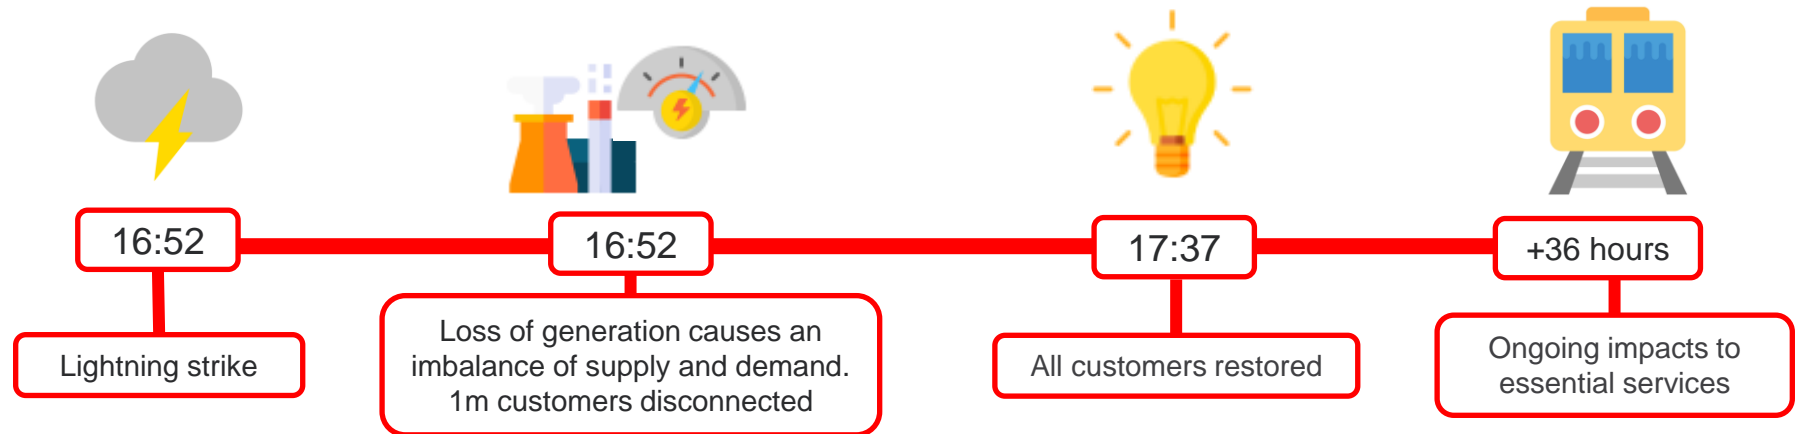 16:52
Lightning strike
16:52
Loss of generation causes an
imbalance of supply and demand.
1m customers disconnected
17:37
All customers restored
+36 hours
Ongoing impacts to
essential services